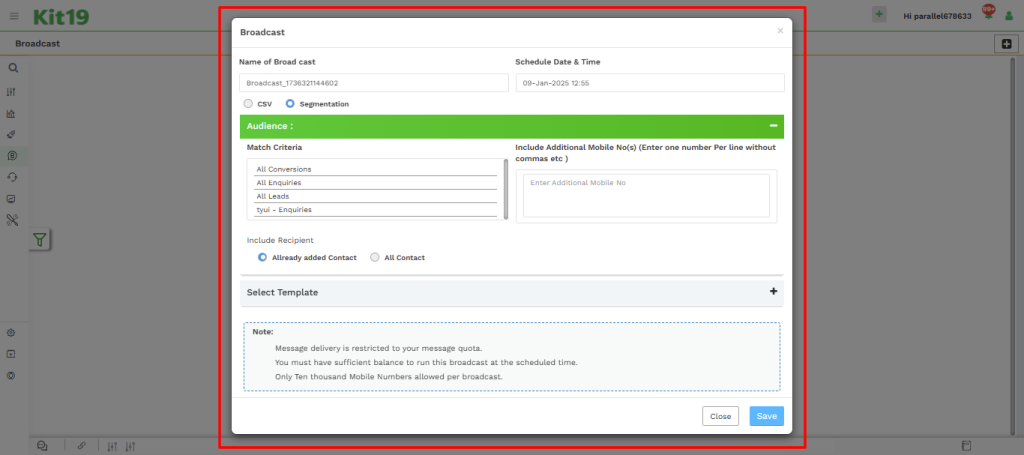 Kit19
Hi parallel678633
99+
Broadcast
Broadcast
×
Name of Broad cast
Schedule Date & Time
Broadcast_1736321144602
09-Jan-2025 12:55
CSV
Segmentation
Audience :
Match Criteria
Include Additional Mobile No(s) (Enter one number Per line without
commas etc )
All Conversions
All Enquiries
All Leads
tyui - Enquiries
Enter Additional Mobile No
Include Recipient
Allready added Contact
All Contact
Select Template
Note:
Message delivery is restricted to your message quota.
You must have sufficient balance to run this broadcast at the scheduled time.
Only Ten thousand Mobile Numbers allowed per broadcast.
Close
Save